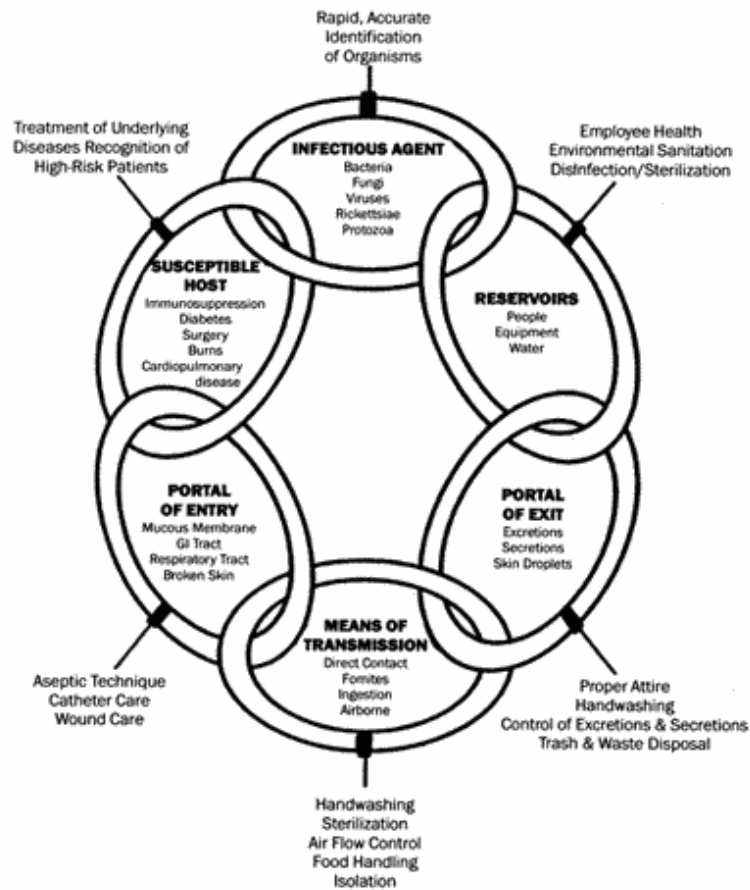 Rapid, Accurate
Identification
of Organisms
Treatment of Underlying
Diseases Recognition of
High-Risk Patients
Employee Health
Environmental Sanitation
DisInfection/Sterilization
INFECTIOUS AGENT
Bacteria
Fungi
Viruses
Rickettsiae
Protozoa
SUSCEPTIBLE
HOST
Immunosuppression
Diabetes
Surgery
Burns
Cardiopulmonary
disease
RESERVOIRS
People
Equipment
Water
PORTAL
OF ENTRY
Mucous Membrane
GI Tract
Respiratory Tract
Broken Skin
PORTAL
OF EXIT
Excretions
Secretions
Skin Droplets
MEANS OF
TRANSMISSION
Direct Contact
Fomites
Ingestion
Airborne
Aseptic Technique
Catheter Care
Wound Care
Proper Attire
Handwashing
Control of Excretions & Secretions
Trash & Waste Disposal
Handwashing
Sterilization
Air Flow Control
Food Handling
Isolation